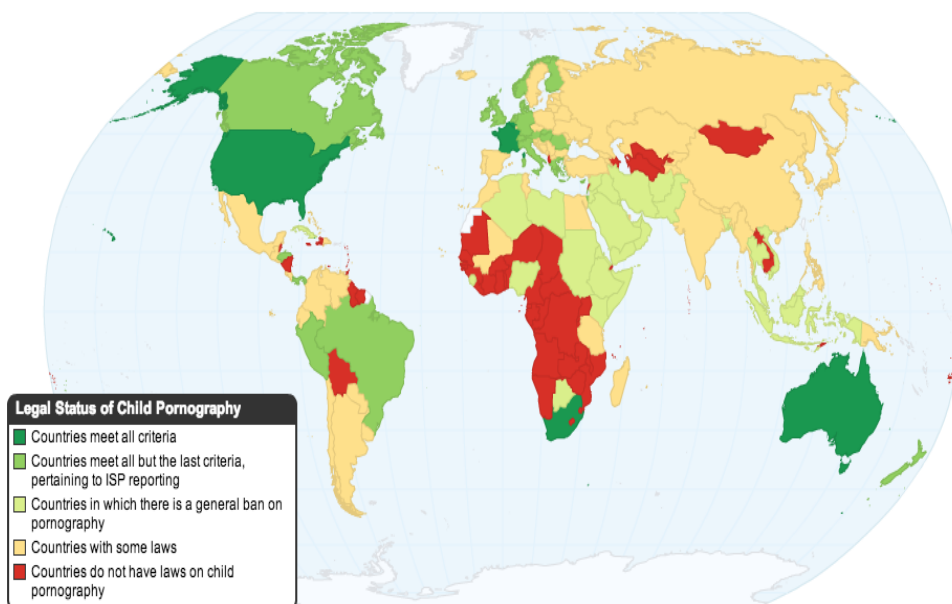 Legal Status of Child Pornography
Countries meet all criteria
Countries meet all but the last criteria,
pertaining to ISP reporting
Countries in which there is a general ban on
pornography
Countries with some laws
Countries do not have laws on child
pornography